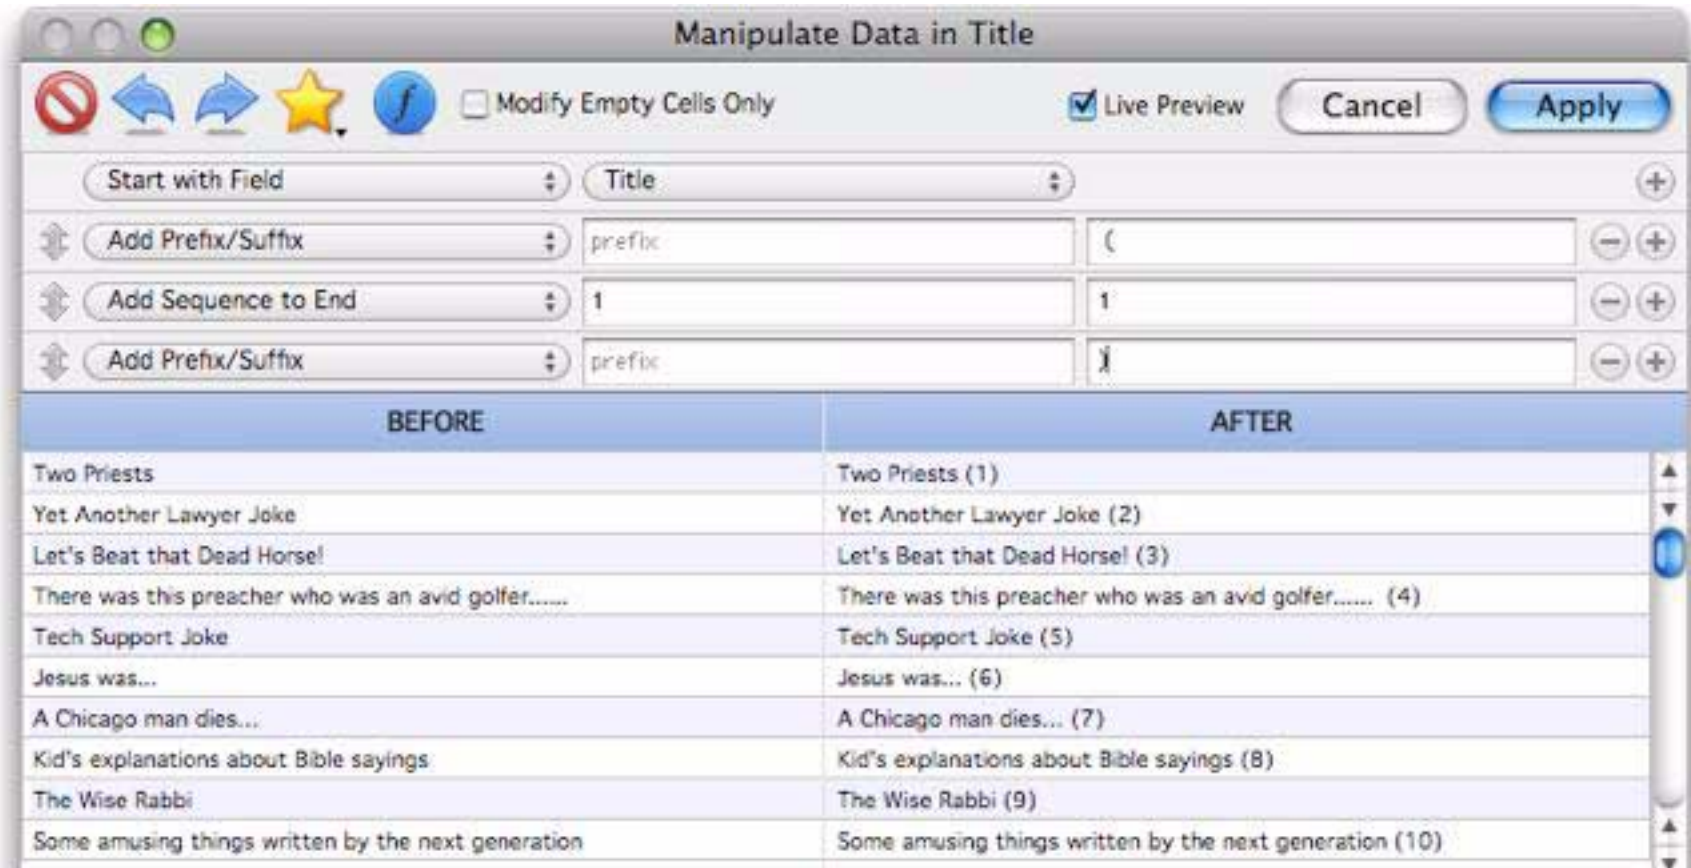 Manipulate Data in Title
f Modify Empty Cells Only Live Preview Cancel Apply
Start with Field Title
Add Prefix/Suffix prefix (
Add Sequence to End 1 1
Add Prefix/Suffix prefix )
BEFORE AFTER
Two Priests Two Priests (1)
Yet Another Lawyer Joke Yet Another Lawyer Joke (2)
Let's Beat that Dead Horse! Let's Beat that Dead Horse! (3)
There was this preacher who was an avid golfer...... There was this preacher who was an avid golfer...... (4)
Tech Support Joke Tech Support Joke (5)
Jesus was... Jesus was... (6)
A Chicago man dies... A Chicago man dies... (7)
Kid's explanations about Bible sayings Kid's explanations about Bible sayings (8)
The Wise Rabbi The Wise Rabbi (9)
Some amusing things written by the next generation Some amusing things written by the next generation (10)